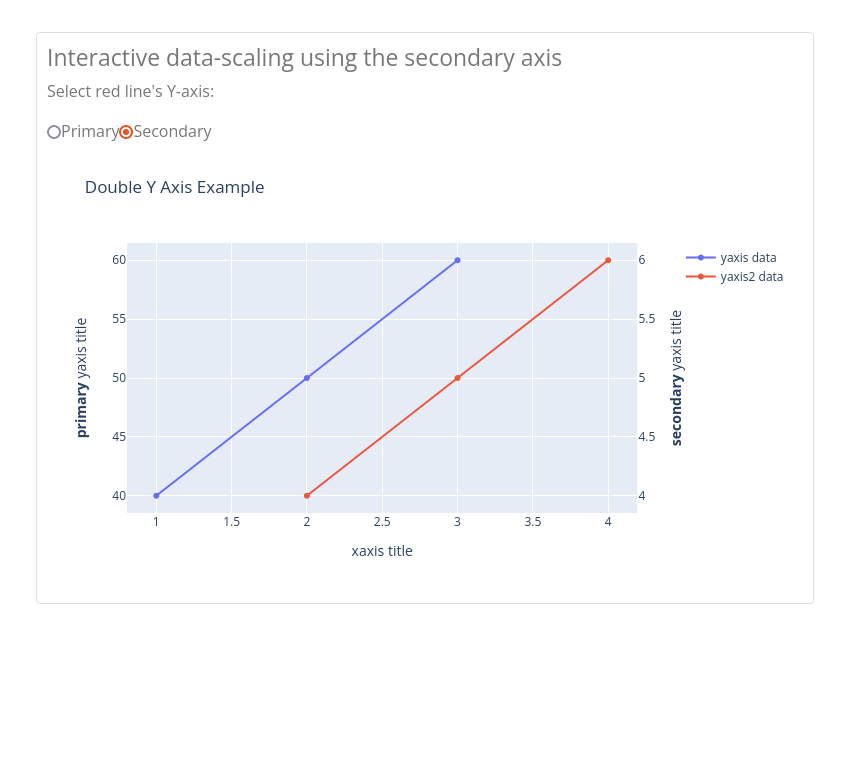 Interactive data-scaling using the secondary axis
Select red line's Y-axis:
Primary Secondary
Double Y Axis Example
yaxis data
yaxis2 data
primary yaxis title
60
55
50
45
40
6
5.5
5
4.5
4
secondary yaxis title
1 1.5 2 2.5 3 3.5 4
xaxis title